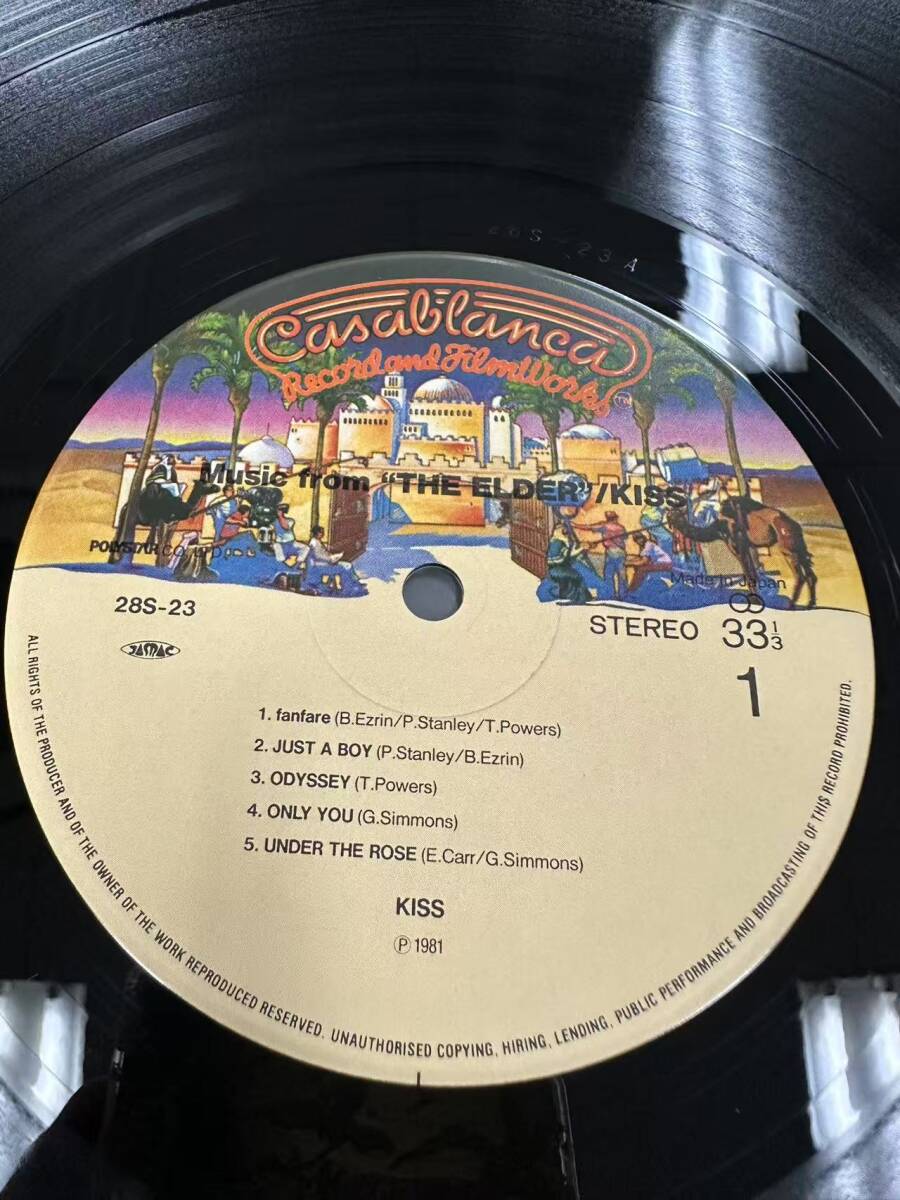 28S-23 A
Casablanca
Record and FilmWorks TM
Music from "THE ELDER"/KISS
POLYSTAR CO.,
Made in Japan
28S-23
STEREO 33 1/3
JASRAC
1
1. fanfare (B.Ezrin/P.Stanley/T.Powers)
2. JUST A BOY (P.Stanley/B.Ezrin)
3. ODYSSEY (T.Powers)
4. ONLY YOU (G.Simmons)
5. UNDER THE ROSE (E.Carr/G.Simmons)
KISS
Ⓟ 1981
ALL RIGHTS OF THE PRODUCER AND OF THE OWNER OF THE WORK REPRODUCED RESERVED. UNAUTHORISED COPYING, HIRING, LENDING, PUBLIC PERFORMANCE AND BROADCASTING OF THIS RECORD PROHIBITED.